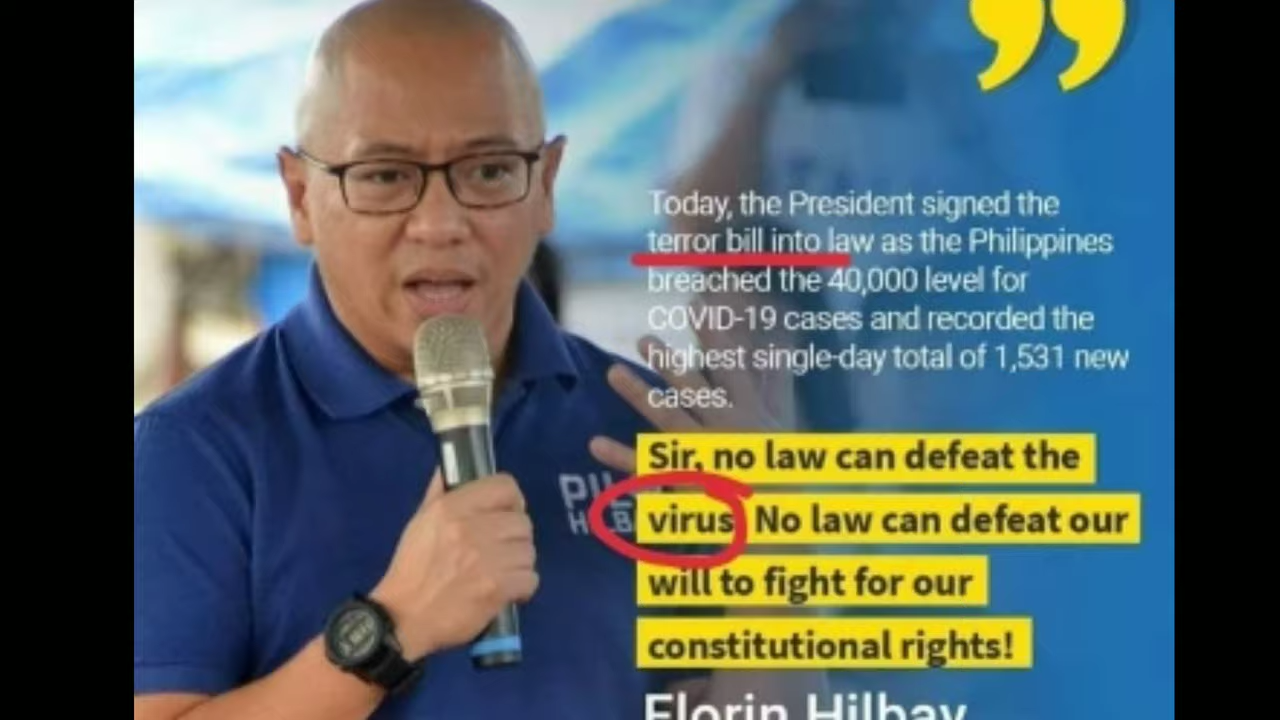 ”
Today, the President signed the
terror bill into law as the Philippines
breached the 40,000 level for
COVID-19 cases and recorded the
highest single-day total of 1,531 new
cases.
Sir, no law can defeat the
virus. No law can defeat our
will to fight for our
constitutional rights!
Florin Hilbay